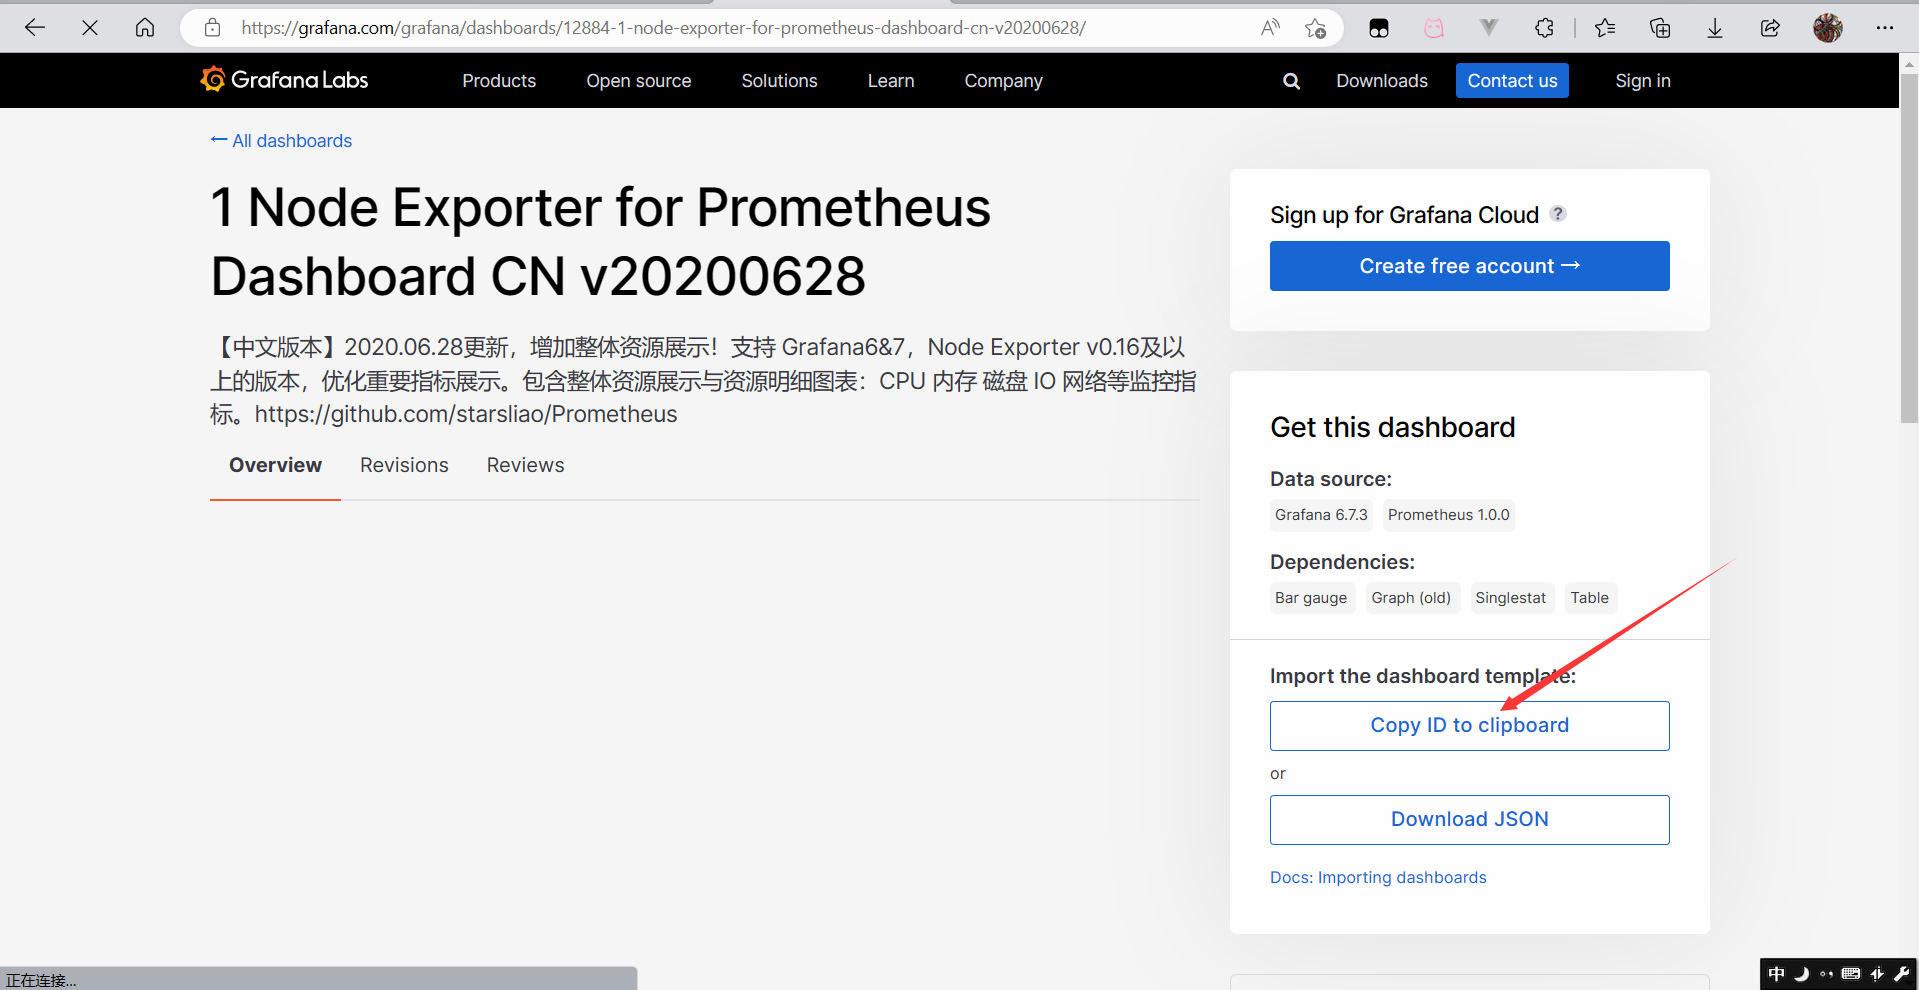 https://grafana.com/grafana/dashboards/12884-1-node-exporter-for-prometheus-dashboard-cn-v20200628/
Grafana Labs
Products
Open source
Solutions
Learn
Company
Downloads
Contact us
Sign in
← All dashboards
1 Node Exporter for Prometheus
Dashboard CN v20200628
【中文版本】2020.06.28更新，增加整体资源展示！支持 Grafana6&7，Node Exporter v0.16及以
上的版本，优化重要指标展示。包含整体资源展示与资源明细图表：CPU 内存 磁盘 IO 网络等监控指
标。https://github.com/starsliao/Prometheus
Overview
Revisions
Reviews
Sign up for Grafana Cloud ?
Create free account →
Get this dashboard
Data source:
Grafana 6.7.3
Prometheus 1.0.0
Dependencies:
Bar gauge
Graph (old)
Singlestat
Table
Import the dashboard template:
Copy ID to clipboard
or
Download JSON
Docs: Importing dashboards
正在连接...
中